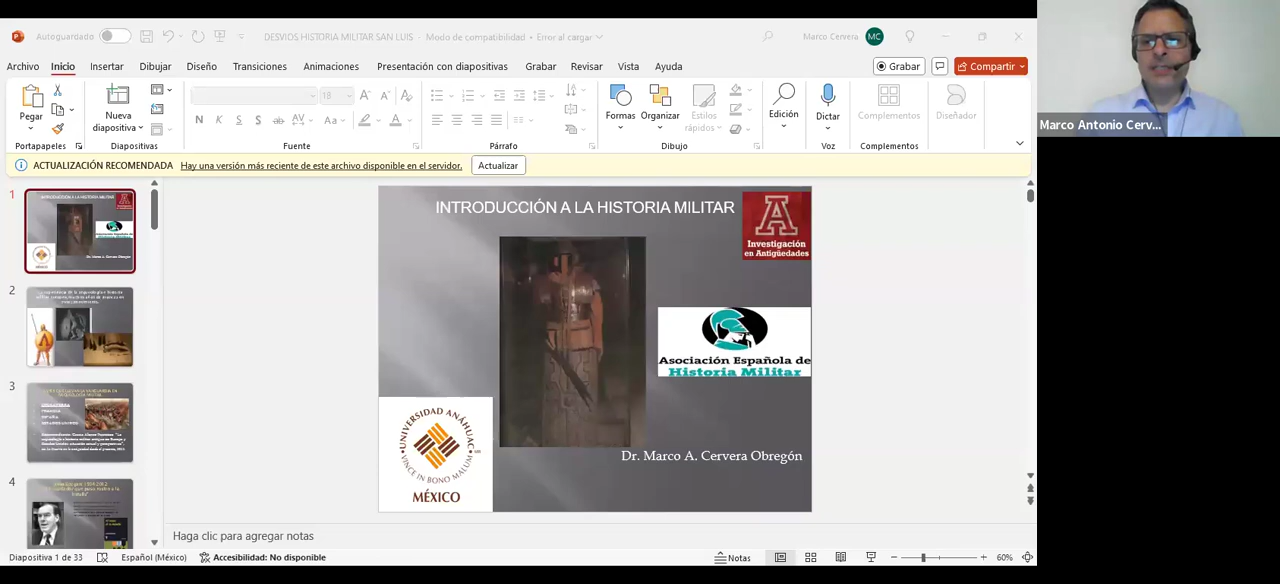 Autoguardado
DESVIOS HISTORIA MILITAR SAN LUIS - Modo de compatibilidad • Error al cargar
Marco Cervera MC
Archivo Inicio Insertar Dibujar Diseño Transiciones Animaciones Presentación con diapositivas Grabar Revisar Vista Ayuda
Grabar Compartir
Marco Antonio Cerv...
18
Pegar
Nueva diapositiva
Formas Organizar Estilos rápidos
Edición
Dictar
Complementos
Diseñador
Portapapeles Diapositivas Fuente Párrafo Dibujo Voz Complementos
ACTUALIZACIÓN RECOMENDADA Hay una versión más reciente de este archivo disponible en el servidor. Actualizar
1
2
3
4
INTRODUCCIÓN A LA HISTORIA MILITAR
A
Investigación
en Antigüedades
Asociación Española de
Historia Militar
UNIVERSIDAD ANÁHUAC
VINCE IN BONO MALUM
MÉXICO
Dr. Marco A. Cervera Obregón
Haga clic para agregar notas
Diapositiva 1 de 33 Español (México) Accesibilidad: No disponible
Notas
60%